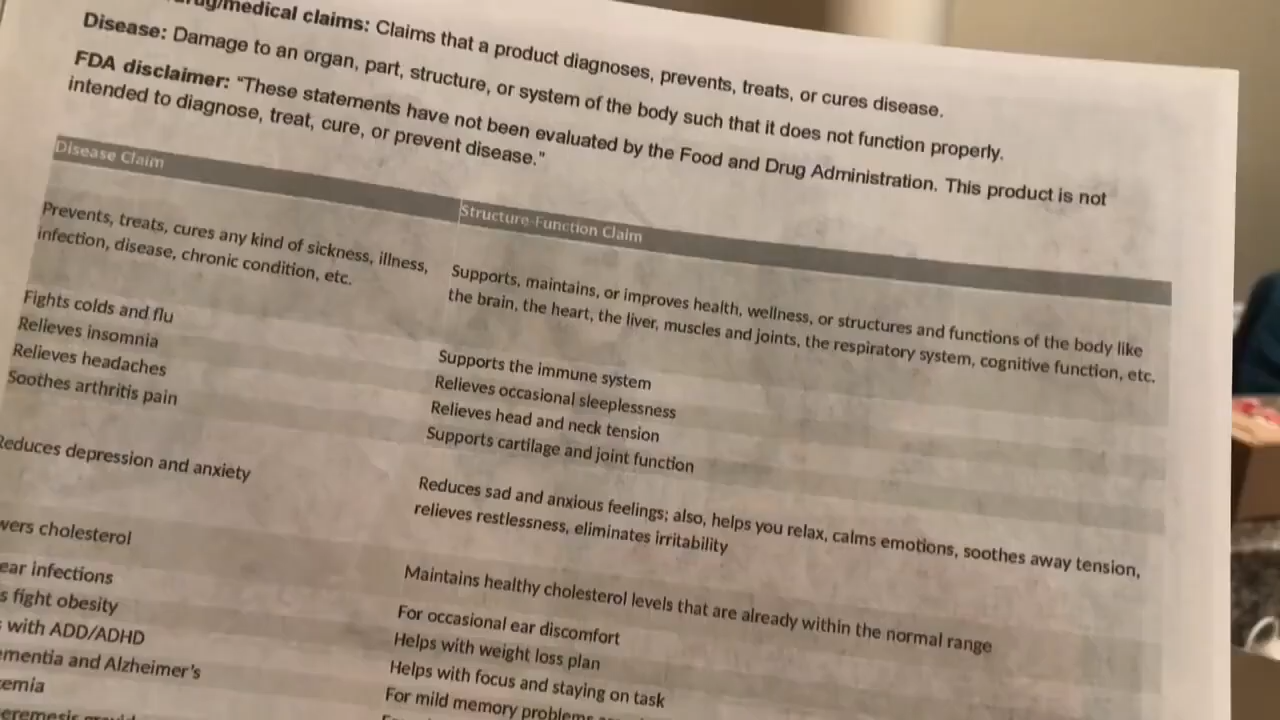 medical claims: Claims that a product diagnoses, prevents, treats, or cures disease.
Disease: Damage to an organ, part, structure, or system of the body such that it does not function properly.
FDA disclaimer: "These statements have not been evaluated by the Food and Drug Administration. This product is not
intended to diagnose, treat, cure, or prevent disease."
Disease Claim
Structure-Function Claim
Prevents, treats, cures any kind of sickness, illness,
infection, disease, chronic condition, etc.
Supports, maintains, or improves health, wellness, or structures and functions of the body like
the brain, the heart, the liver, muscles and joints, the respiratory system, cognitive function, etc.
Fights colds and flu
Supports the immune system
Relieves insomnia
Relieves occasional sleeplessness
Relieves headaches
Relieves head and neck tension
Soothes arthritis pain
Supports cartilage and joint function
Reduces depression and anxiety
Reduces sad and anxious feelings; also, helps you relax, calms emotions, soothes away tension,
relieves restlessness, eliminates irritability
cholesterol
Maintains healthy cholesterol levels that are already within the normal range
ear infections
For occasional ear discomfort
fight obesity
Helps with weight loss plan
with ADD/ADHD
Helps with focus and staying on task
and Alzheimer's
For mild memory problems